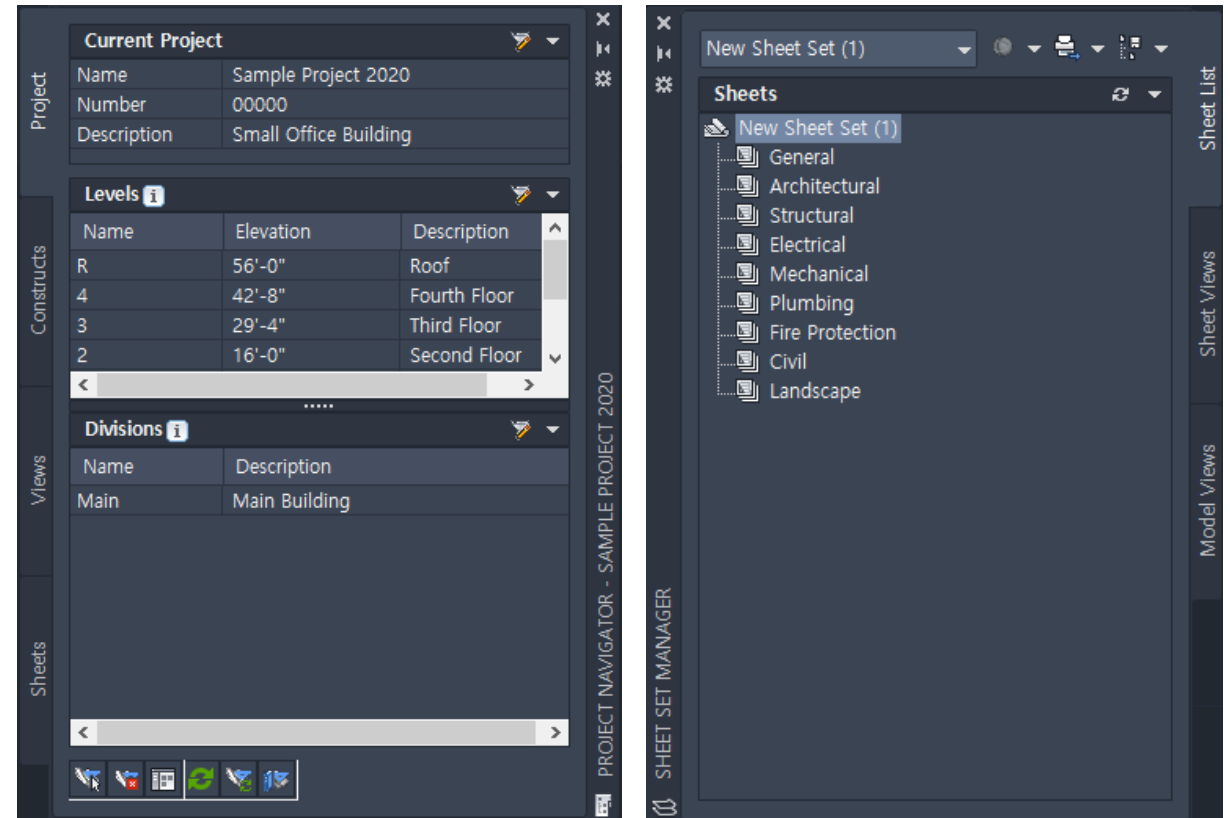 Project
Constructs
Views
Sheets
Current Project
Name Sample Project 2020
Number 00000
Description Small Office Building
Levels
Name Elevation Description
R 56'-0" Roof
4 42'-8" Fourth Floor
3 29'-4" Third Floor
2 16'-0" Second Floor
Divisions
Name Description
Main Main Building
PROJECT NAVIGATOR - SAMPLE PROJECT 2020
SHEET SET MANAGER
New Sheet Set (1)
Sheets
New Sheet Set (1)
General
Architectural
Structural
Electrical
Mechanical
Plumbing
Fire Protection
Civil
Landscape
Sheet List
Sheet Views
Model Views